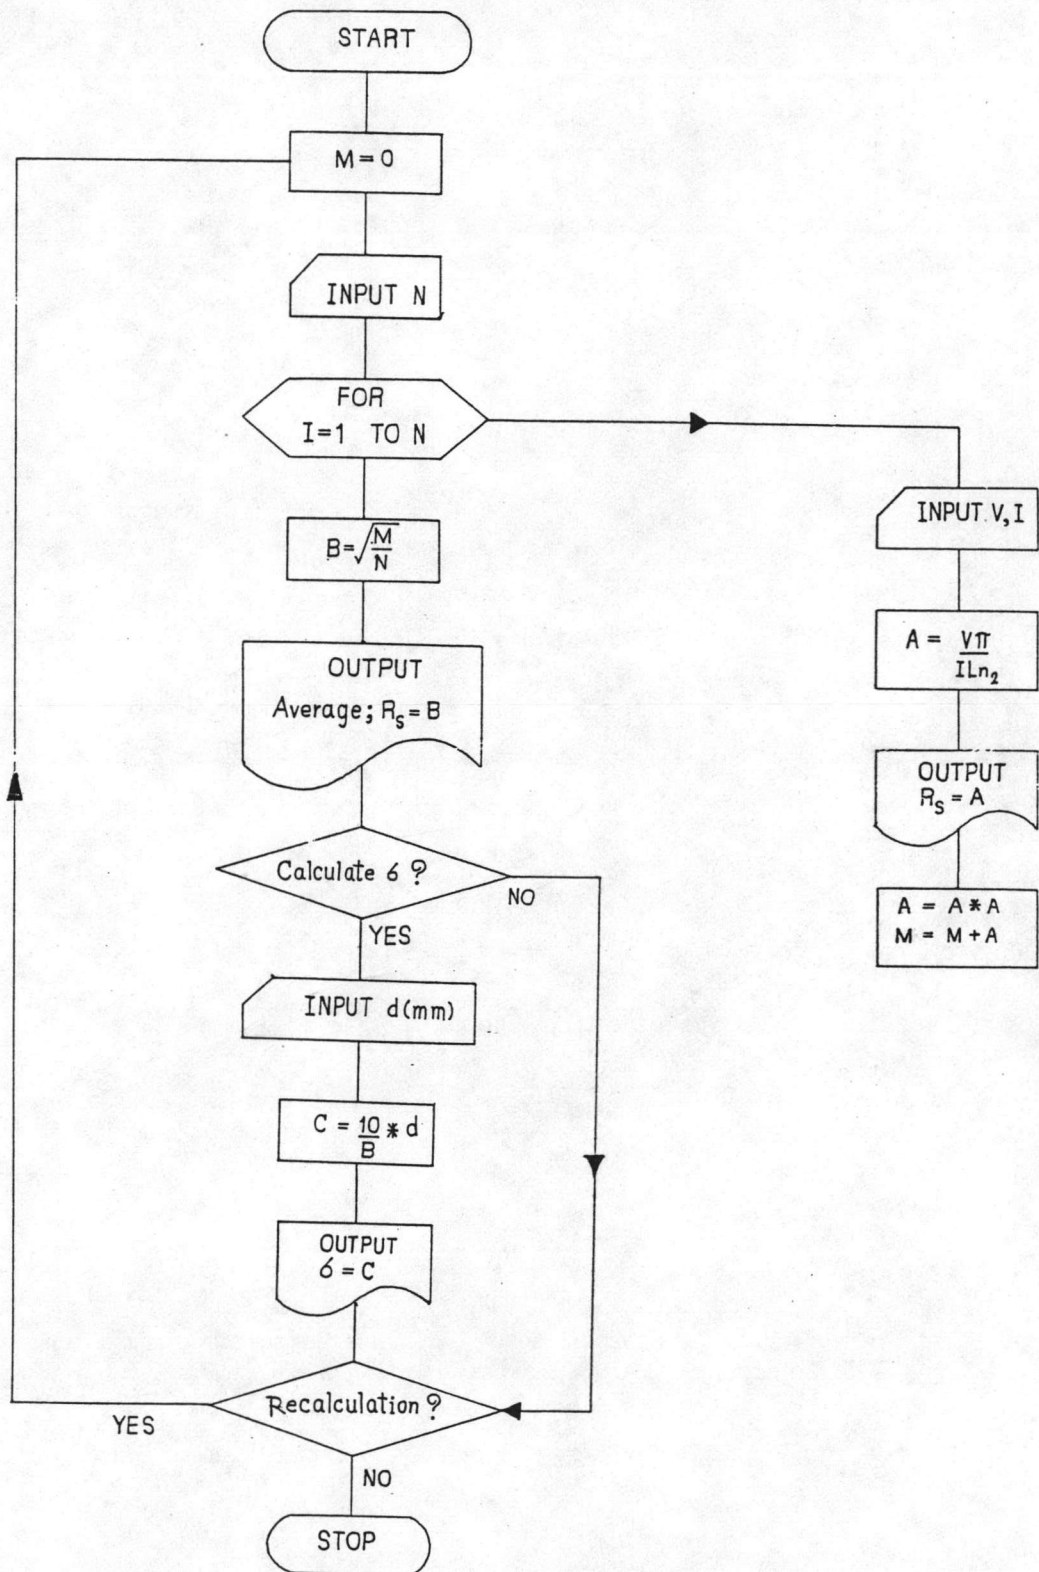 START
M = 0
INPUT N
FOR
I=1 TO N
B=√M/N
OUTPUT
Average; Rs = B
Calculate б ?
NO
YES
INPUT d(mm)
C = 10/B * d
OUTPUT
б = C
Recalculation ?
YES
NO
STOP
INPUT V, I
A = Vπ/ILn₂
OUTPUT
Rs = A
A = A * A
M = M + A